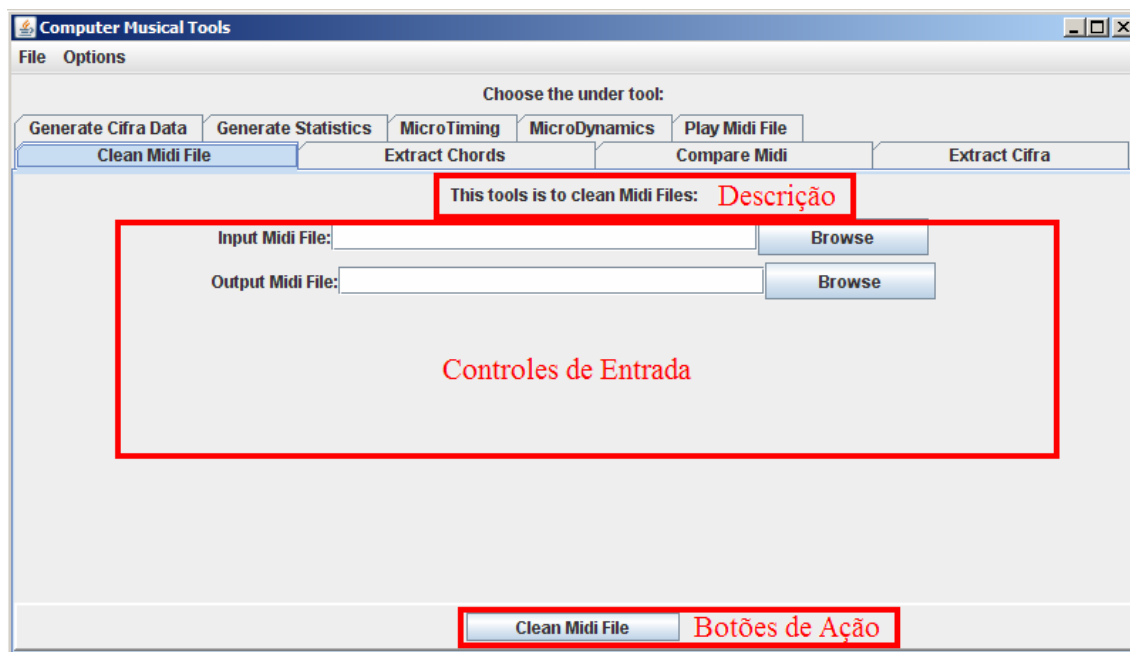 Computer Musical Tools
File Options
Choose the under tool:
Generate Cifra Data Generate Statistics MicroTiming MicroDynamics Play Midi File
Clean Midi File Extract Chords Compare Midi Extract Cifra
This tools is to clean Midi Files: Descrição
Input Midi File: Browse
Output Midi File: Browse
Controles de Entrada
Clean Midi File Botões de Ação